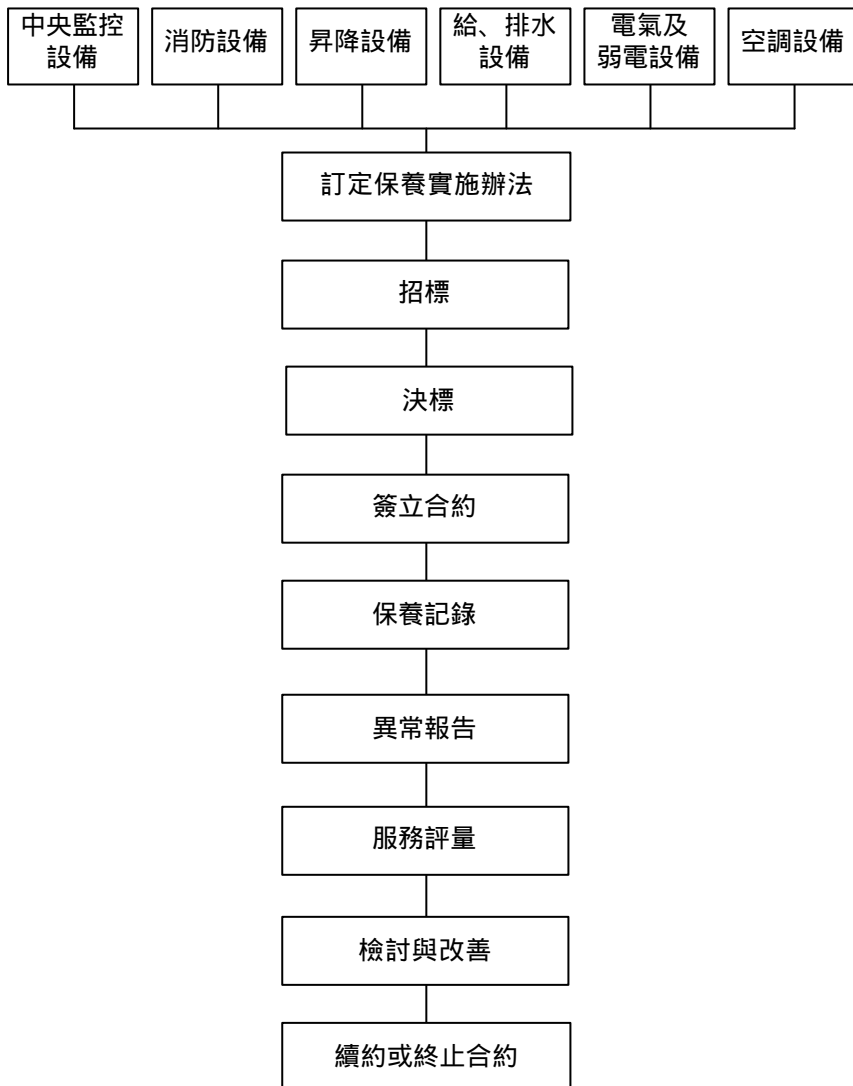 中央監控
設備
消防設備
昇降設備
給、排水
設備
電氣及
弱電設備
空調設備
訂定保養實施辦法
招標
決標
簽立合約
保養記錄
異常報告
服務評量
檢討與改善
續約或終止合約